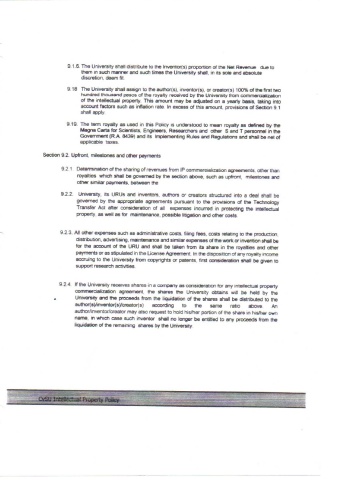 9.1.6. The University shall distribute to the inventor(s) proportion of the Net Revenue due to
them in such manner and such times the University shall, in its sole and absolute
discretion, deem fit.
9.18 The University shall assign to the author(s), inventor(s), or creator(s) 100% of the first two
hundred thousand pesos of the royalty received by the University from commercialization
of the intellectual property. This amount may be adjusted on a yearly basis, taking into
account factors such as inflation rate. In excess of this amount, provisions of Section 9.1
shall apply.
9.19. The term royalty as used in this Policy is understood to mean royalty as defined by the
Magna Carta for Scientists, Engineers, Researchers and other S and T personnel in the
Government (R.A. 8439) and its Implementing Rules and Regulations and shall be net of
applicable taxes.
Section 9.2. Upfront, milestones and other payments
9.2.1. Determination of the sharing of revenues from IP commercialization agreements, other than
royalties which shall be governed by the section above, such as upfront, milestones and
other similar payments, between the
9.2.2. University, its URUs and inventors, authors or creators structured into a deal shall be
governed by the appropriate agreements pursuant to the provisions of the Technology
Transfer Act after consideration of all expenses incurred in protecting the intellectual
property, as well as for maintenance, possible litigation and other costs.
9.2.3. All other expenses such as administrative costs, filing fees, costs relating to the production,
distribution, advertising, maintenance and similar expenses of the work or invention shall be
for the account of the URU and shall be taken from its share in the royalties and other
payments or as stipulated in the License Agreement. In the disposition of any royalty income
accruing to the University from copyrights or patents, first consideration shall be given to
support research activities.
9.2.4 If the University receives shares in a company as consideration for any intellectual property
commercialization agreement, the shares the University obtains will be held by the
University and the proceeds from the liquidation of the shares shall be distributed to the
author(s)/inventor(s)/creator(s) according to the same ratio above. An
author/inventor/creator may also request to hold his/her portion of the share in his/her own
name, in which case such inventor shall no longer be entitled to any proceeds from the
liquidation of the remaining shares by the University.
Intellectual Property Policy